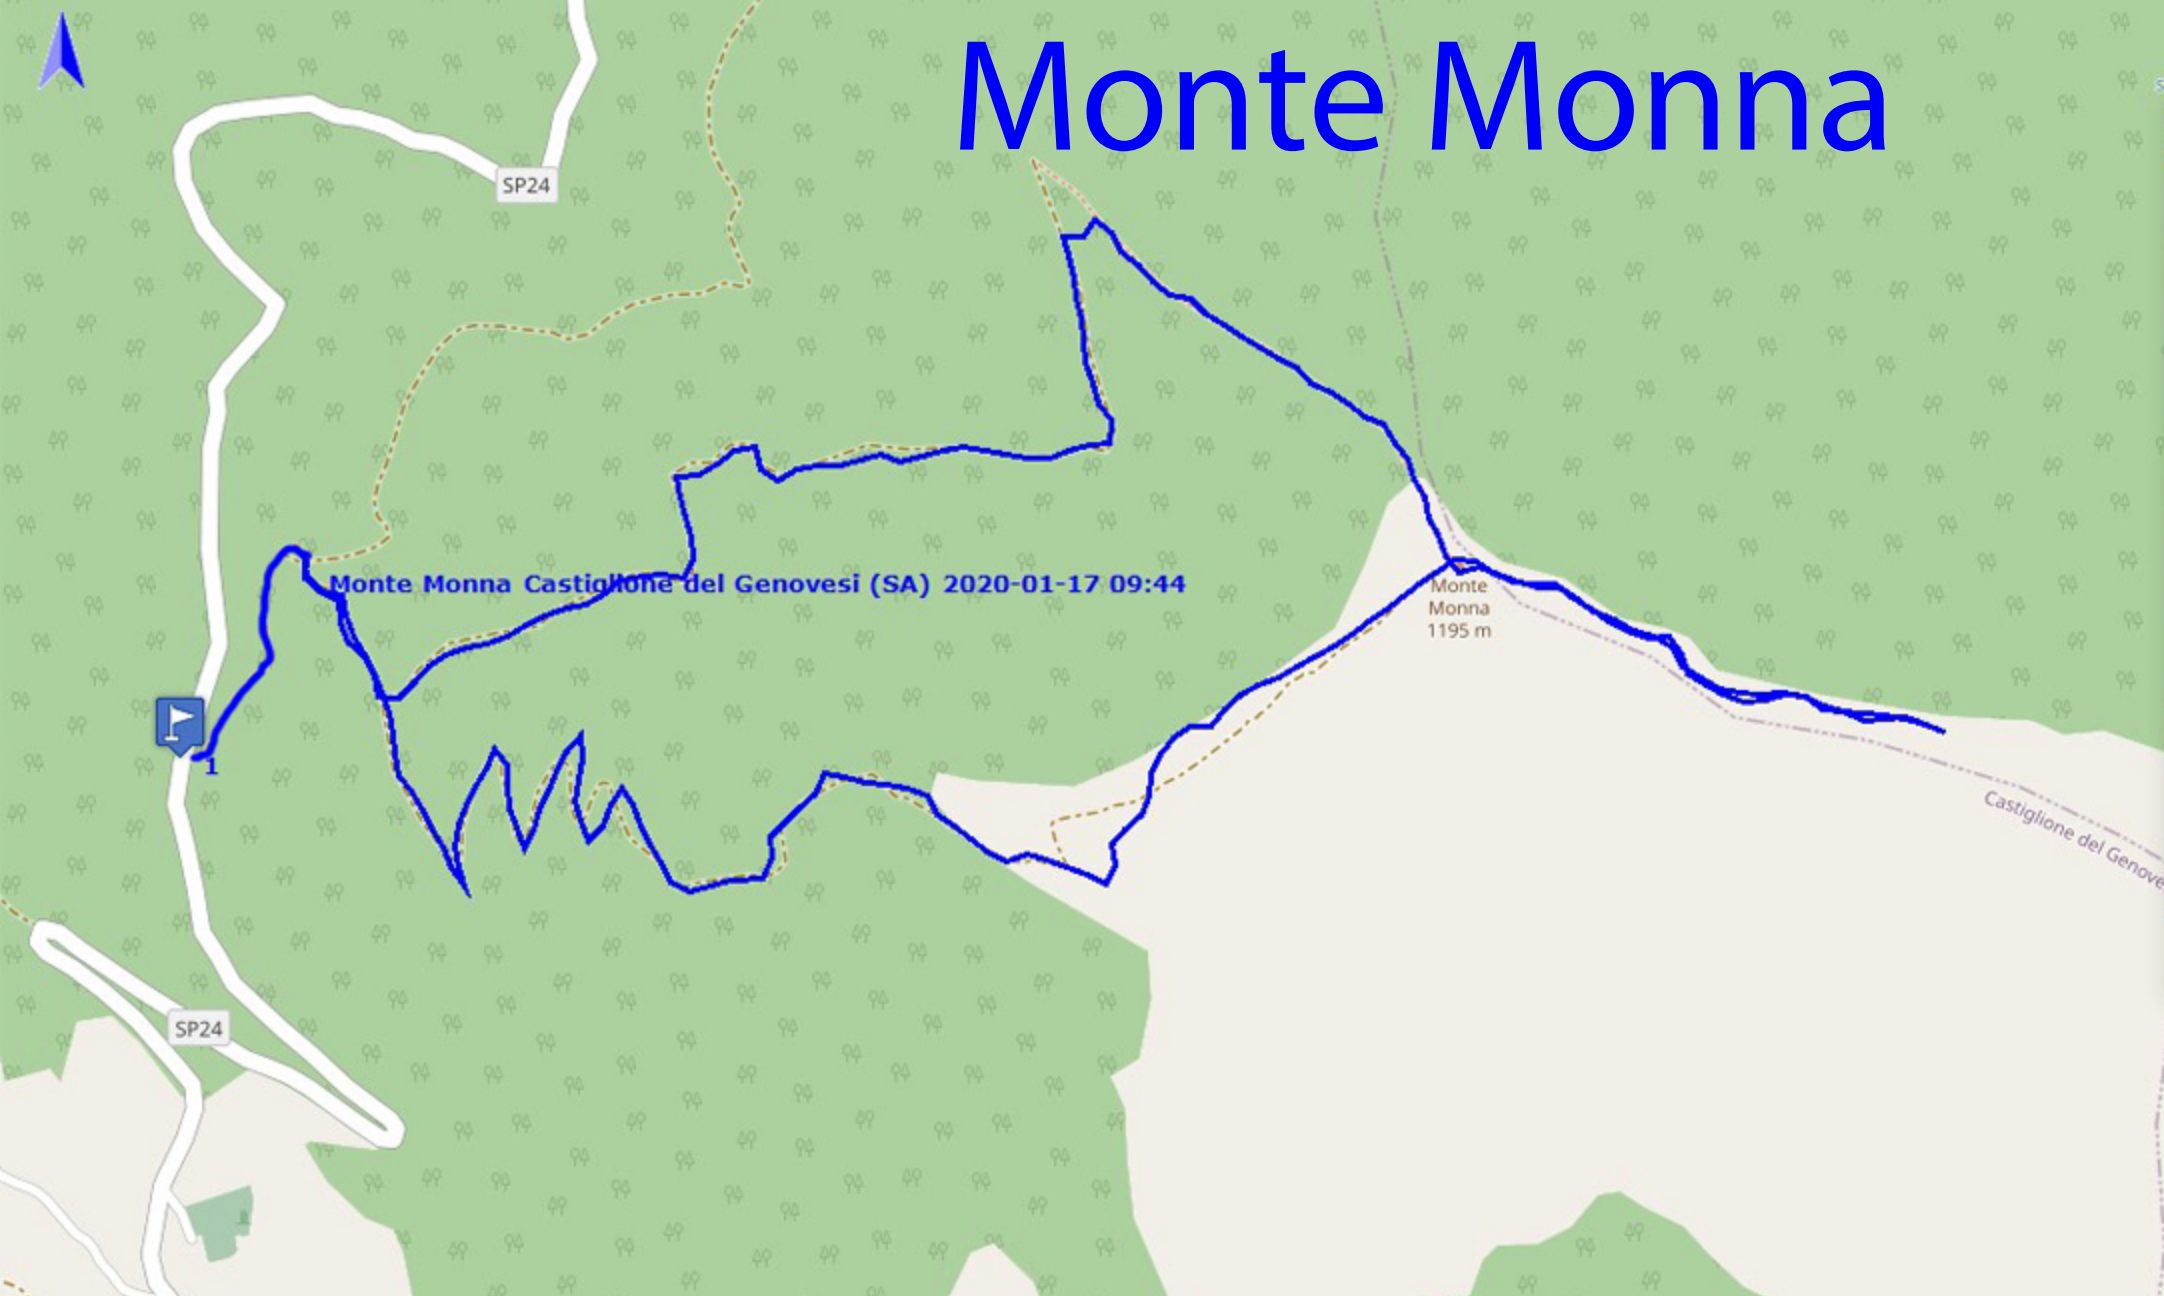 Monte Monna
SP24
Monte Monna Castiglione del Genovesi (SA) 2020-01-17 09:44
Monte
Monna
1195 m
1
Castiglione del Genove
SP24